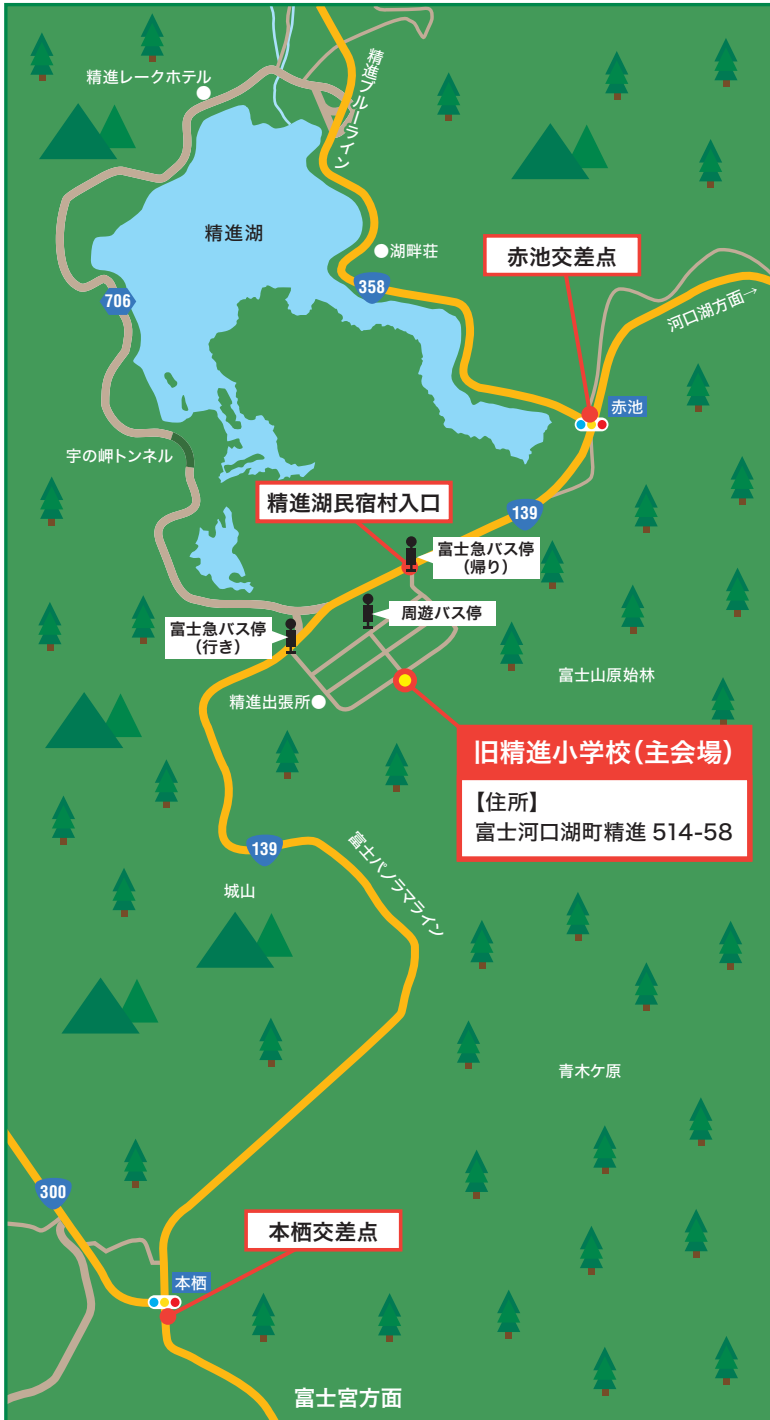 精進レークホテル
精進ブルーライン
精進湖
湖畔荘
赤池交差点
358
706
河口湖方面→
赤池
宇の岬トンネル
精進湖民宿村入口
139
富士急バス停
(帰り)
周遊バス停
富士急バス停
(行き)
富士山原始林
精進出張所
旧精進小学校(主会場)
【住所】
富士河口湖町精進 514-58
139
富士パノラマライン
城山
青木ケ原
300
本栖交差点
本栖
富士宮方面